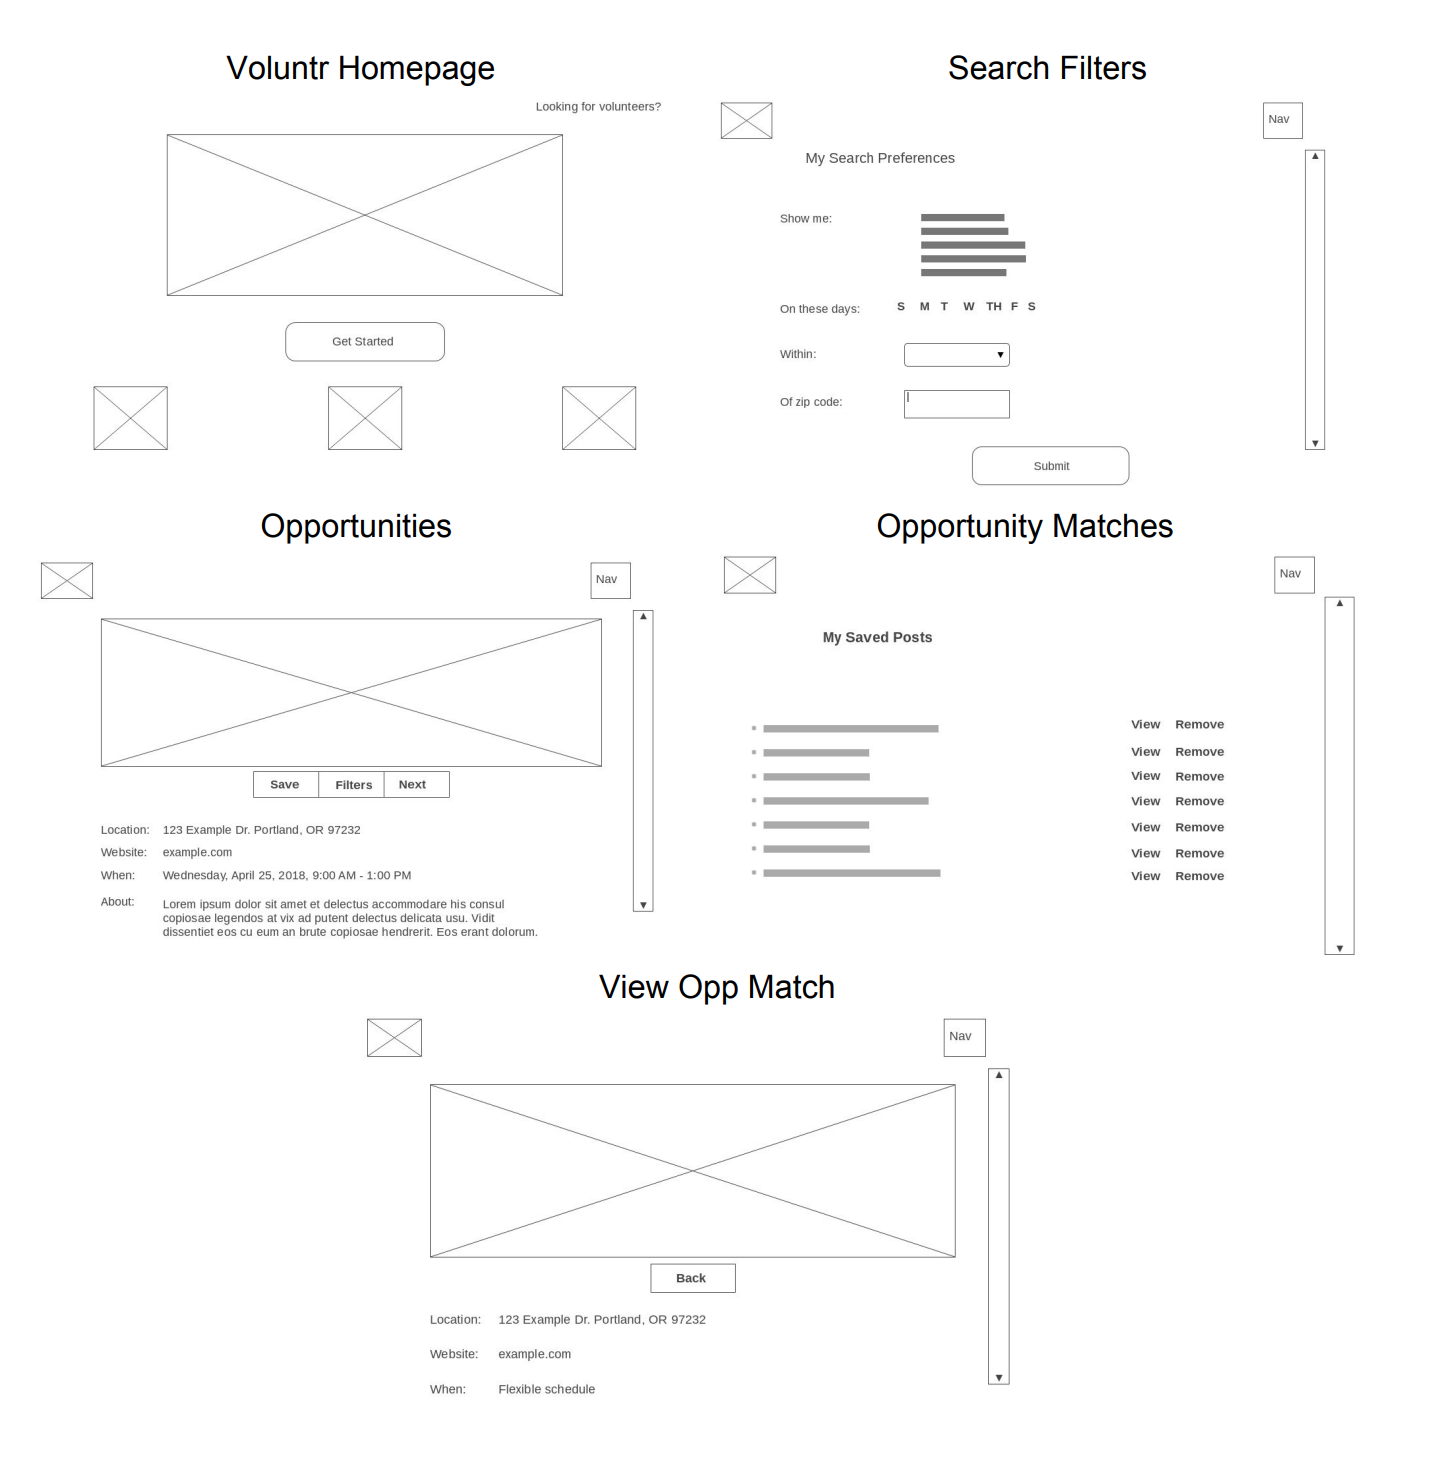 Voluntr Homepage
Looking for volunteers?
Get Started
Search Filters
Nav
My Search Preferences
Show me:
On these days: S M T W TH F S
Within:
Of zip code:
Submit
Opportunities
Nav
Save Filters Next
Location: 123 Example Dr. Portland, OR 97232
Website: example.com
When: Wednesday, April 25, 2018, 9:00 AM - 1:00 PM
About: Lorem ipsum dolor sit amet et delectus accommodare his consul
copiosae legendos at vix ad putent delectus delicata usu. Vidit
dissentiet eos cu eum an brute copiosae hendrerit. Eos erant dolorum.
Opportunity Matches
Nav
My Saved Posts
View Remove
View Remove
View Remove
View Remove
View Remove
View Remove
View Remove
View Opp Match
Nav
Back
Location: 123 Example Dr. Portland, OR 97232
Website: example.com
When: Flexible schedule